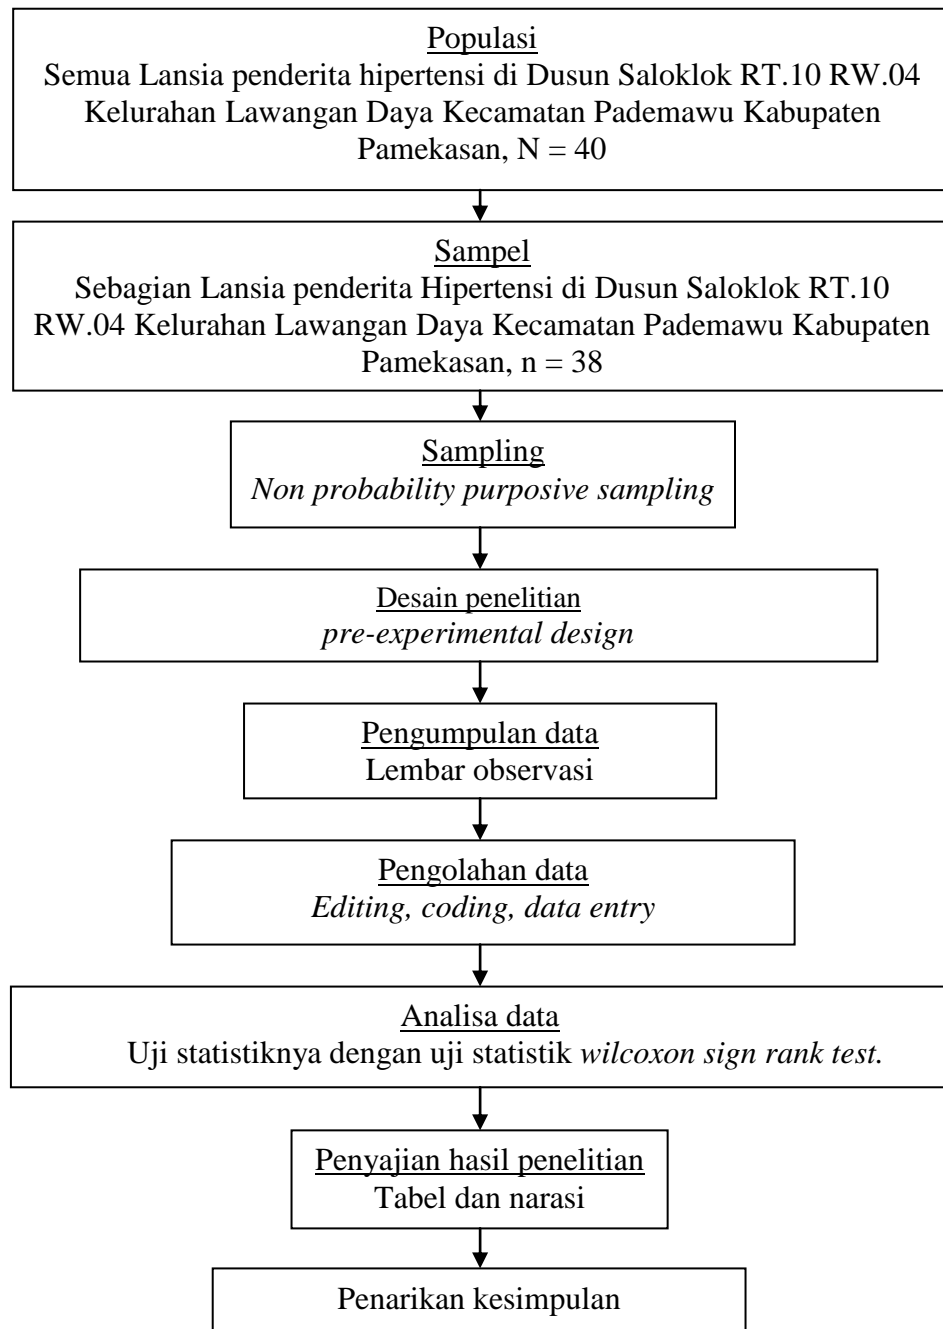 Populasi
Semua Lansia penderita hipertensi di Dusun Saloklok RT.10 RW.04
Kelurahan Lawangan Daya Kecamatan Pademawu Kabupaten
Pamekasan, N = 40
Sampel
Sebagian Lansia penderita Hipertensi di Dusun Saloklok RT.10
RW.04 Kelurahan Lawangan Daya Kecamatan Pademawu Kabupaten
Pamekasan, n = 38
Sampling
Non probability purposive sampling
Desain penelitian
pre-experimental design
Pengumpulan data
Lembar observasi
Pengolahan data
Editing, coding, data entry
Analisa data
Uji statistiknya dengan uji statistik wilcoxon sign rank test.
Penyajian hasil penelitian
Tabel dan narasi
Penarikan kesimpulan